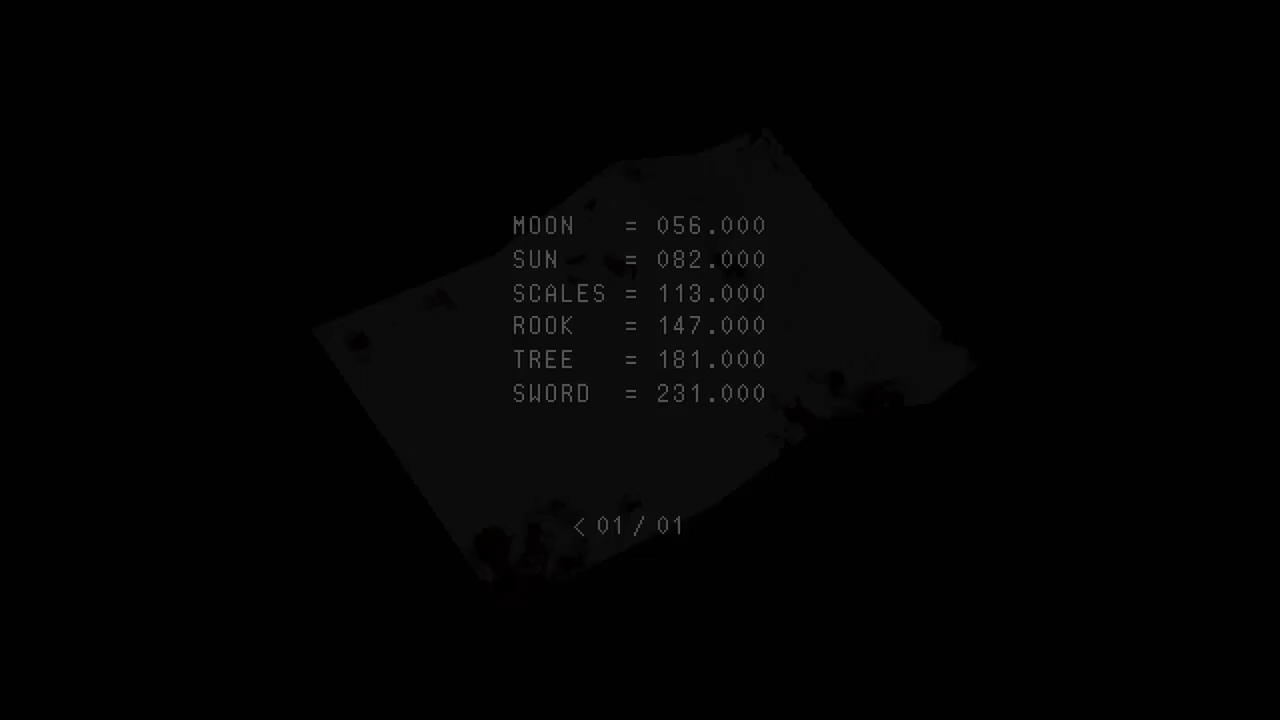 MOON = 056.000
SUN = 082.000
SCALES = 113.000
ROOK = 147.000
TREE = 181.000
SWORD = 231.000
< 01 / 01